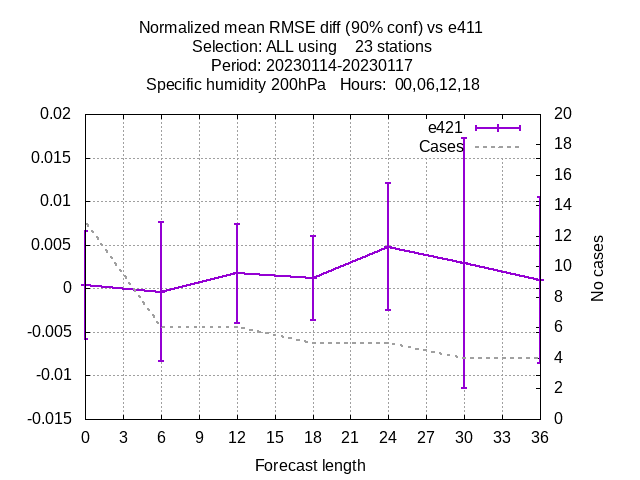 Normalized mean RMSE diff (90% conf) vs e411
Selection: ALL using    23 stations
Period: 20230114-20230117
Specific humidity 200hPa   Hours:  00,06,12,18
0.02
0.015
0.01
0.005
0
-0.005
-0.01
-0.015
e421
Cases
20
18
16
14
12
10
8
6
4
2
0
No cases
0 3 6 9 12 15 18 21 24 27 30 33 36
Forecast length